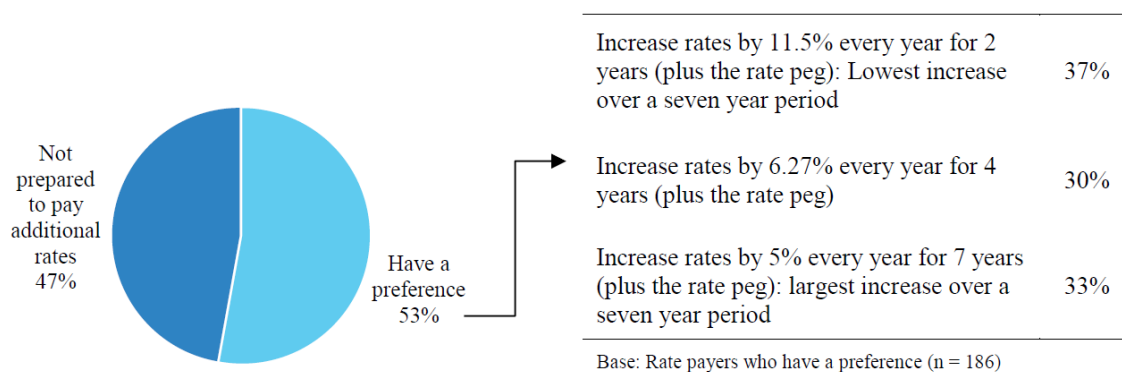 Not
prepared
to pay
additional
rates
47%
Have a
preference
53%
Increase rates by 11.5% every year for 2
years (plus the rate peg): Lowest increase
over a seven year period
37%
Increase rates by 6.27% every year for 4
years (plus the rate peg)
30%
Increase rates by 5% every year for 7 years
(plus the rate peg): largest increase over a
seven year period
33%
Base: Rate payers who have a preference (n = 186)